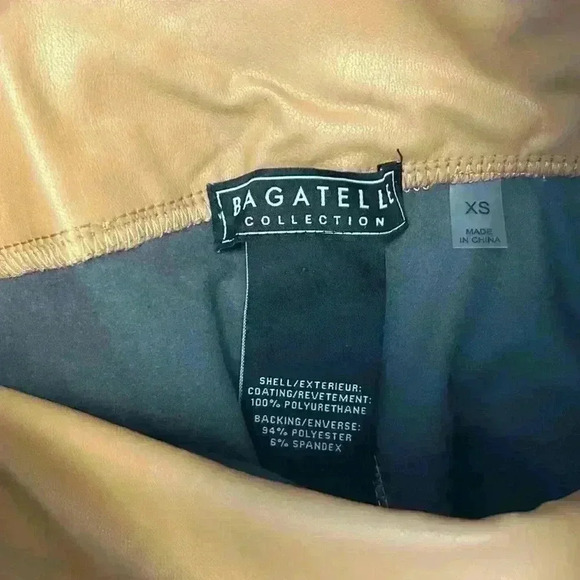 BAGATELLE
COLLECTION
XS
MADE
IN CHINA
SHELL/EXTERIEUR:
COATING/REVETEMENT:
100% POLYURETHANE
BACKING/ENVERSE:
94% POLYESTER
6% SPANDEX